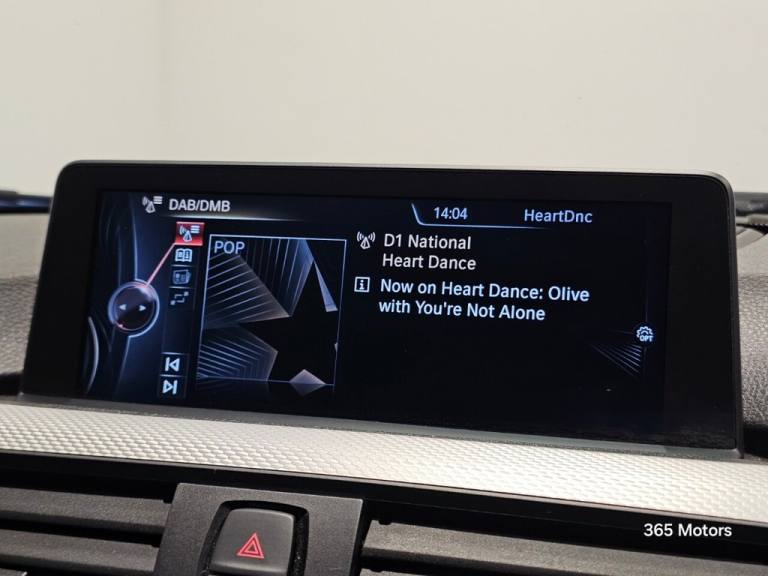 DAB/DMB
14:04
HeartDnc
POP
D1 National
Heart Dance
Now on Heart Dance: Olive
with You're Not Alone
OPT
365 Motors